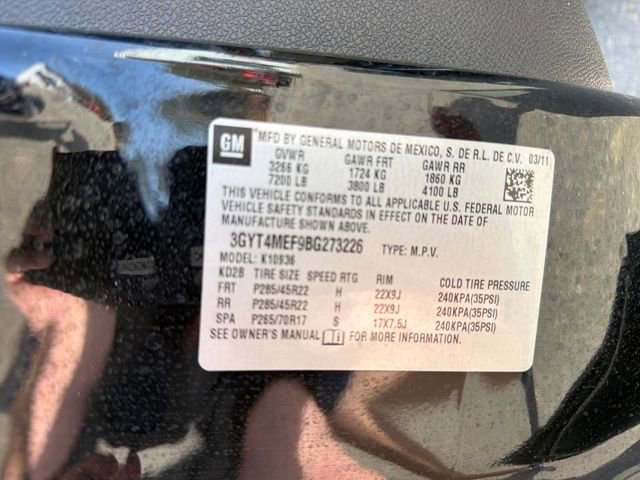 GM
MFD BY GENERAL MOTORS DE MEXICO, S. DE R.L. DE C.V. 03/11
GVWR GAWR FRT GAWR RR
3266 KG 1724 KG 1860 KG
7200 LB 3800 LB 4100 LB
THIS VEHICLE CONFORMS TO ALL APPLICABLE U.S. FEDERAL MOTOR
VEHICLE SAFETY STANDARDS IN EFFECT ON THE DATE OF
MANUFACTURE SHOWN ABOVE.
3GYT4MEF9BG273226 TYPE: M.P.V.
MODEL: K10936
KD2B TIRE SIZE SPEED RTG RIM COLD TIRE PRESSURE
FRT P285/45R22 H 22X9J 240KPA(35PSI)
RR P285/45R22 H 22X9J 240KPA(35PSI)
SPA P265/70R17 S 17X7.5J 240KPA(35PSI)
SEE OWNER'S MANUAL FOR MORE INFORMATION.